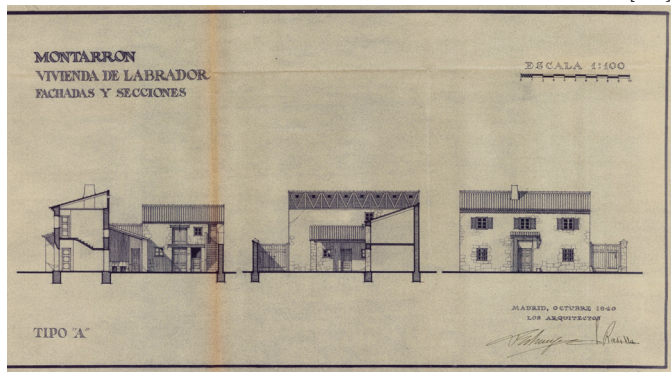 MONTARRON
VIVIENDA DE LABRADOR
FACHADAS Y SECCIONES
ESCALA 1:100
MADRID, OCTUBRE 1940
LOS ARQUITECTOS
TIPO "A"